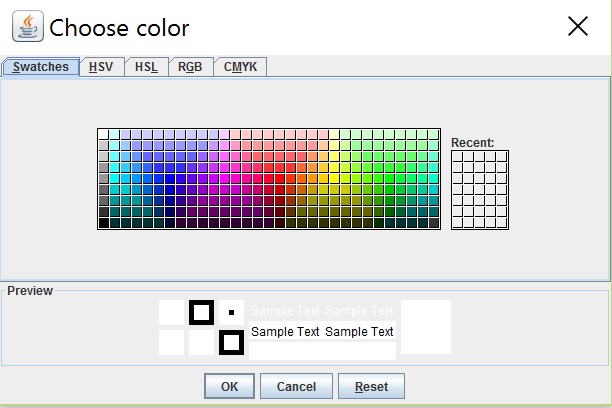 Choose color
Swatches HSV HSL RGB CMYK
Recent:
Preview
Sample Text Sample Text
Sample Text Sample Text
OK Cancel Reset